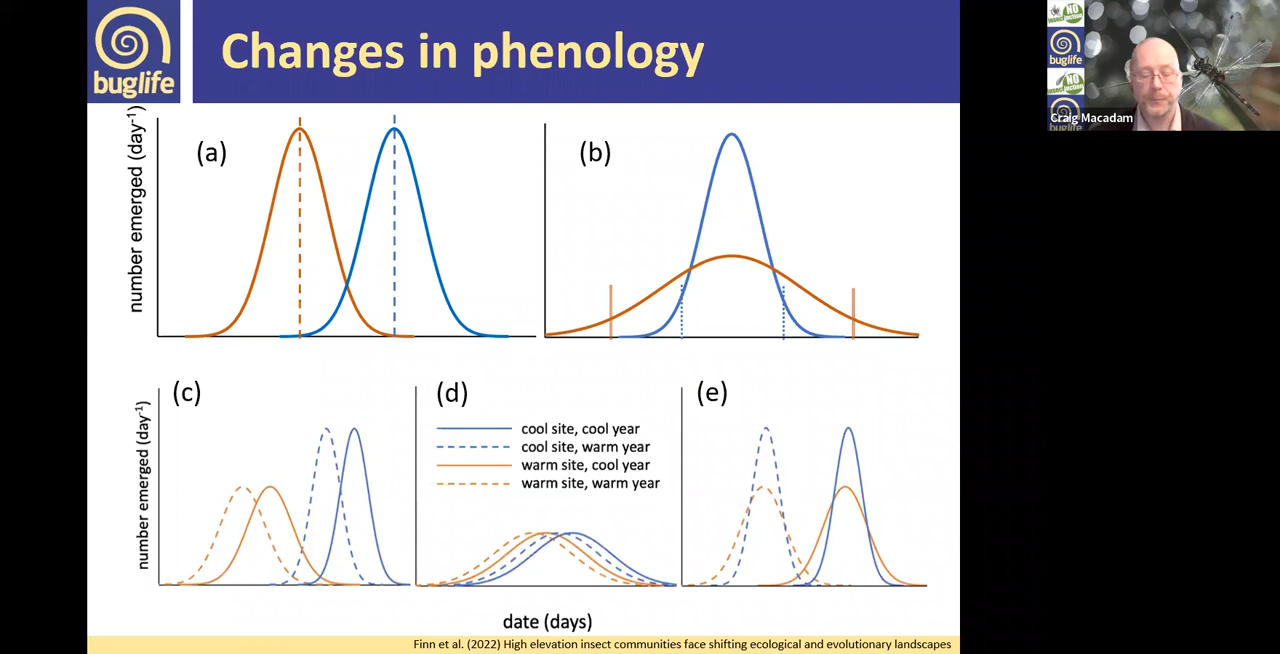 buglife
Changes in phenology
number emerged (day⁻¹)
(a)
(b)
number emerged (day⁻¹)
(c)
(d)
cool site, cool year
cool site, warm year
warm site, cool year
warm site, warm year
(e)
date (days)
Finn et al. (2022) High elevation insect communities face shifting ecological and evolutionary landscapes
NO
buglife
NO
Craig Macadam